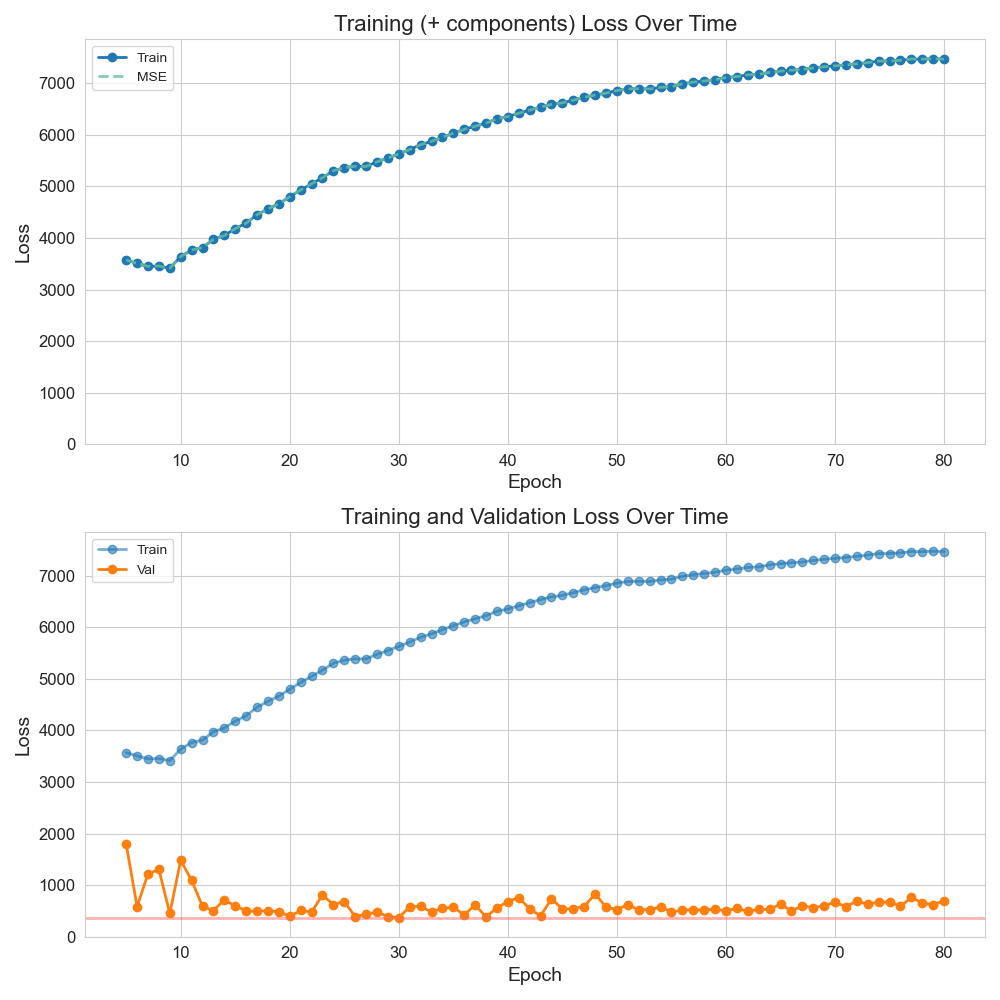 Training (+ components) Loss Over Time
Train
MSE
7000
6000
5000
4000
3000
2000
1000
0
Loss
10 20 30 40 50 60 70 80
Epoch
Training and Validation Loss Over Time
Train
Val
7000
6000
5000
4000
3000
2000
1000
0
Loss
10 20 30 40 50 60 70 80
Epoch